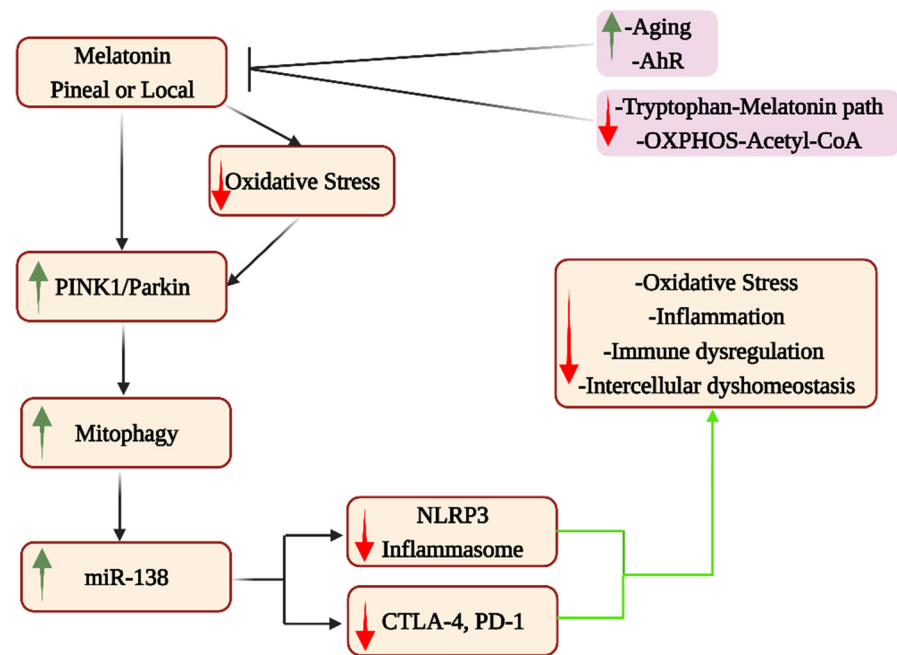 Melatonin
Pineal or Local
-Aging
-AhR
-Tryptophan-Melatonin path
-OXPHOS-Acetyl-CoA
Oxidative Stress
PINK1/Parkin
-Oxidative Stress
-Inflammation
-Immune dysregulation
-Intercellular dyshomeostasis
Mitophagy
NLRP3
Inflammasome
miR-138
CTLA-4, PD-1